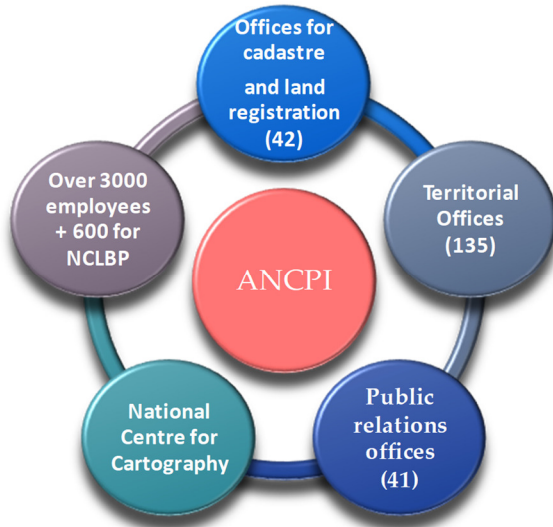 Offices for
cadastre
and land
registration
(42)
Territorial
Offices
(135)
Public
relations
offices
(41)
National
Centre for
Cartography
Over 3000
employees
+ 600 for
NCLBP
ANCPI